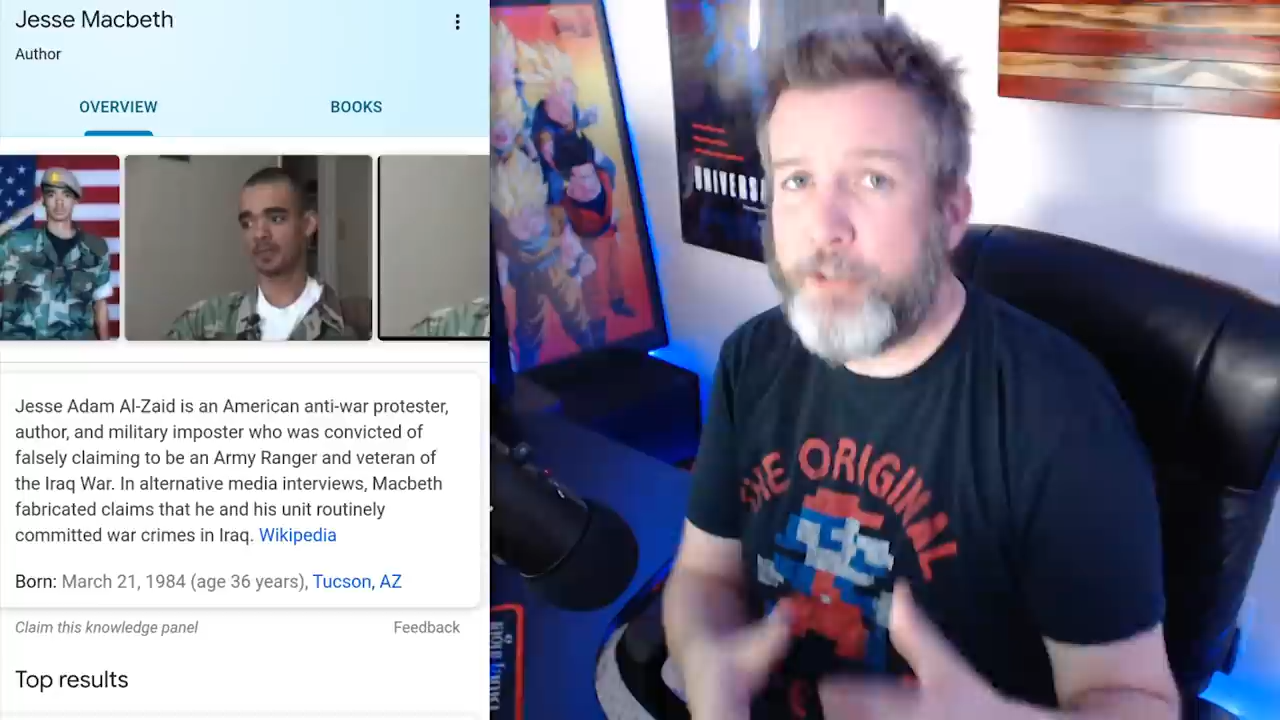 Jesse Macbeth
Author
OVERVIEW
BOOKS
Jesse Adam Al-Zaid is an American anti-war protester,
author, and military imposter who was convicted of
falsely claiming to be an Army Ranger and veteran of
the Iraq War. In alternative media interviews, Macbeth
fabricated claims that he and his unit routinely
committed war crimes in Iraq. Wikipedia
Born: March 21, 1984 (age 36 years), Tucson, AZ
Claim this knowledge panel
Feedback
Top results
THE ORIGINAL